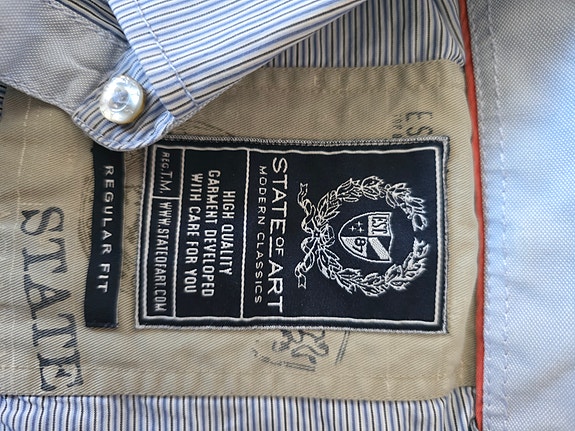 STATE OF ART
MODERN CLASSICS
HIGH QUALITY
GARMENT DEVELOPED
WITH CARE FOR YOU
REG.T.M. WWW.STATEOFART.COM
REGULAR FIT
STATE
ES